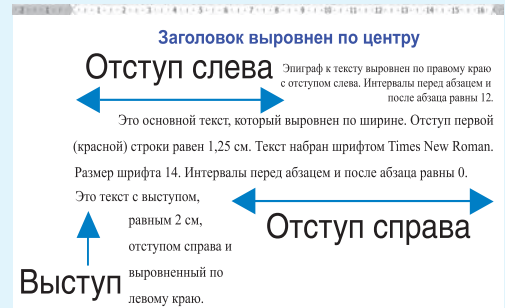 Заголовок выровнен по центру
Отступ слева
Эпиграф к тексту выровнен по правому краю
с отступом слева. Интервалы перед абзацем и
после абзаца равны 12.
Это основной текст, который выровнен по ширине. Отступ первой
(красной) строки равен 1,25 см. Текст набран шрифтом Times New Roman.
Размер шрифта 14. Интервалы перед абзацем и после абзаца равны 0.
Это текст с выступом,
равным 2 см,
отступом справа и
выровненный по
левому краю.
Отступ справа
Выступ